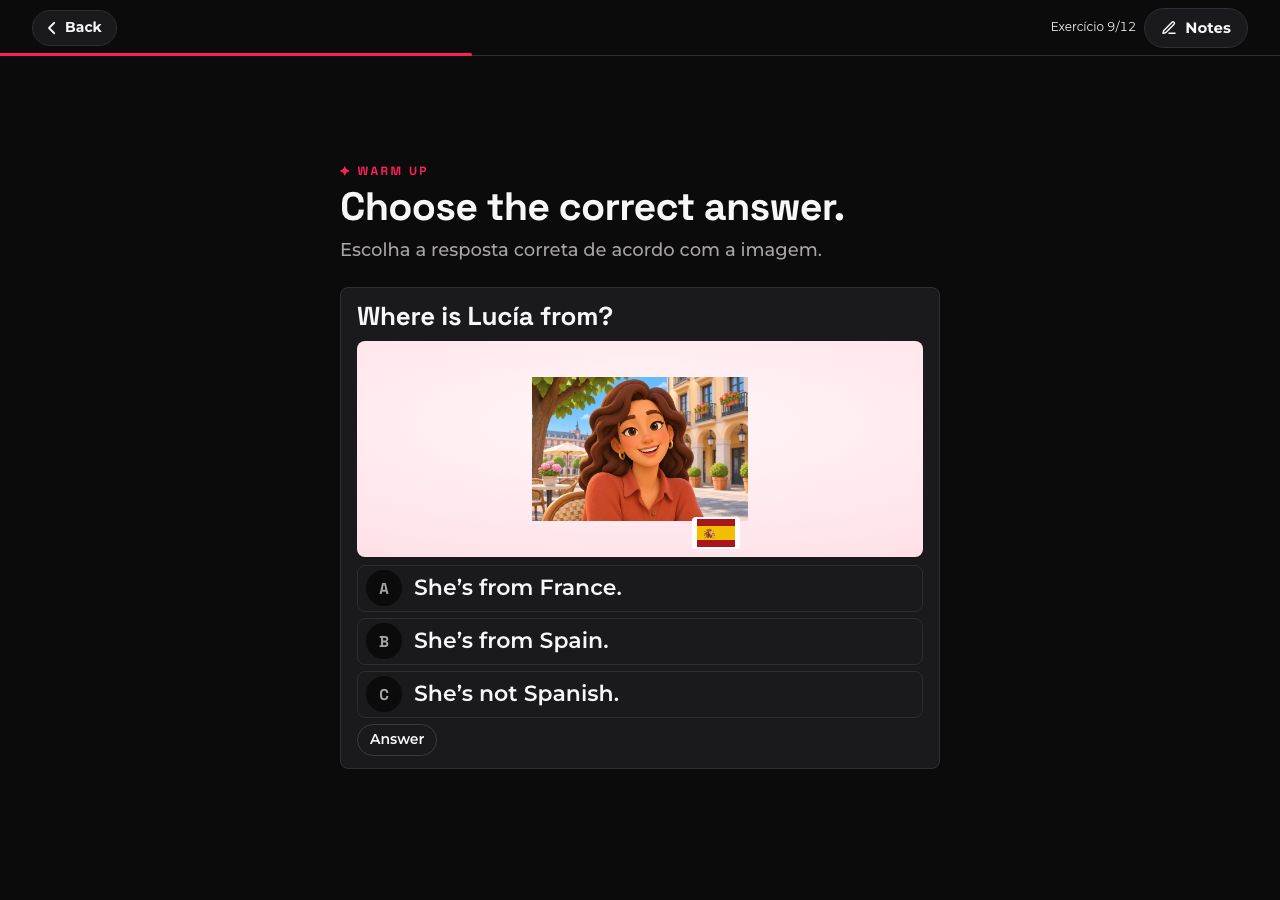 Back
Exercício 9/12
Notes
WARM UP
Choose the correct answer.
Escolha a resposta correta de acordo com a imagem.
Where is Lucía from?
A She’s from France.
B She’s from Spain.
C She’s not Spanish.
Answer